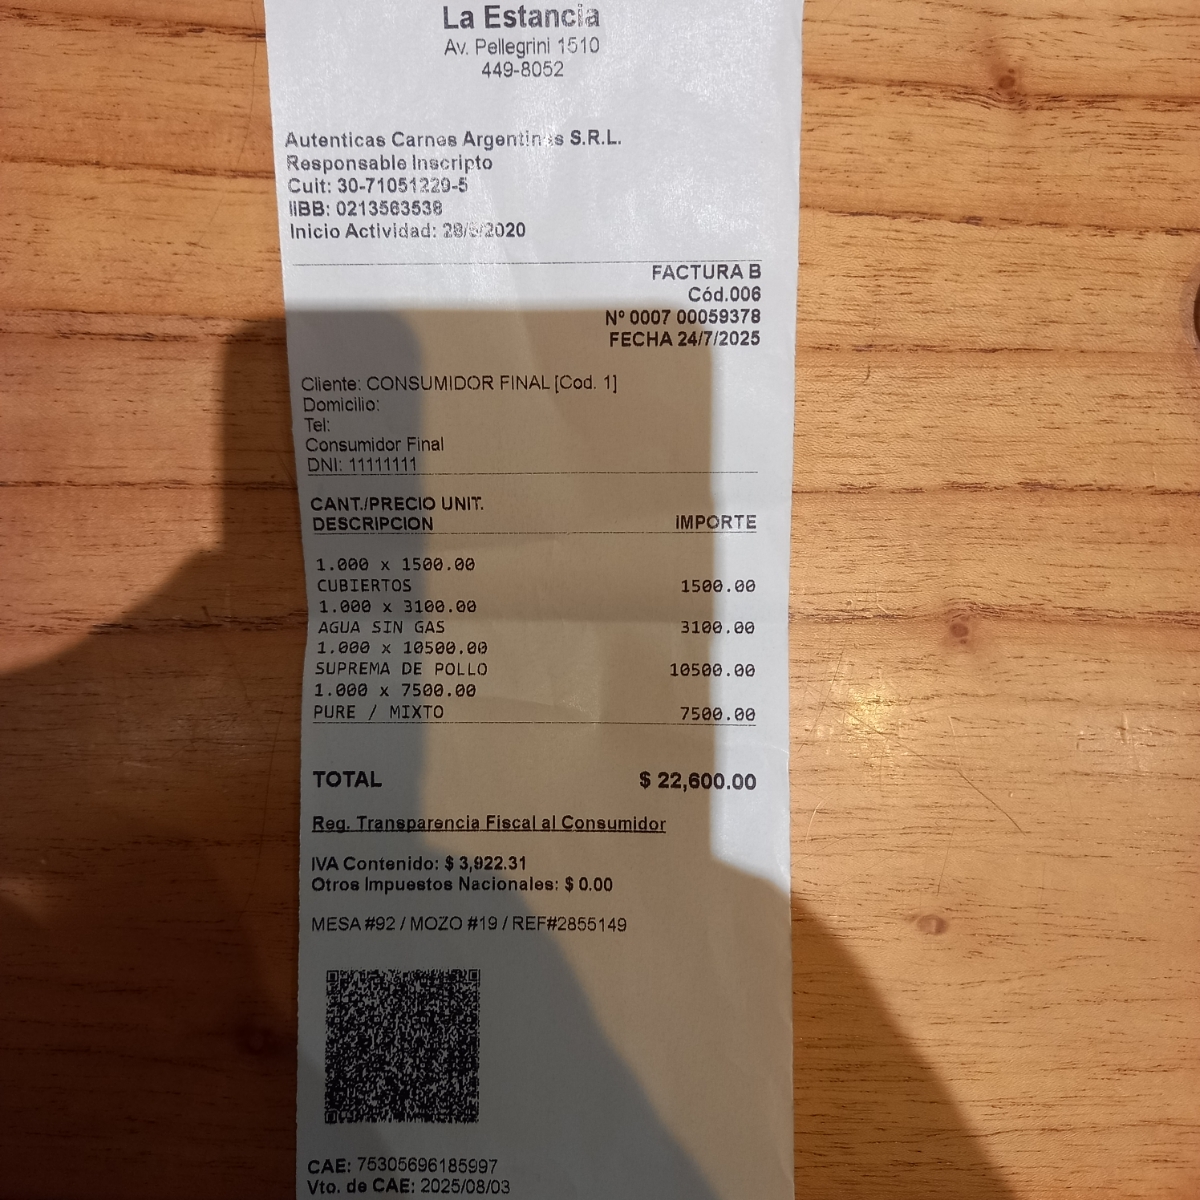 La Estancia
Av. Pellegrini 1510
449-8052
Autenticas Carnes Argentinas S.R.L.
Responsable Inscripto
Cuit: 30-71051229-5
IIBB: 0213563538
Inicio Actividad:
FACTURA B
Cód.006
Nº 0007 00059378
FECHA 24/7/2025
Cliente: CONSUMIDOR FINAL [Cod. 1]
Domicilio:
Tel:
Consumidor Final
DNI: 11111111
CANT./PRECIO UNIT.
DESCRIPCION IMPORTE
1.000 x 1500.00
CUBIERTOS 1500.00
1.000 x 3100.00
AGUA SIN GAS 3100.00
1.000 x 10500.00
SUPREMA DE POLLO 10500.00
1.000 x 7500.00
PURE / MIXTO 7500.00
TOTAL $ 22,600.00
Reg. Transparencia Fiscal al Consumidor
IVA Contenido: $ 3,922.31
Otros Impuestos Nacionales: $ 0.00
MESA #92 / MOZO #19 / REF#2855149
CAE: 75305696185997
Vto. de CAE: 2025/08/03